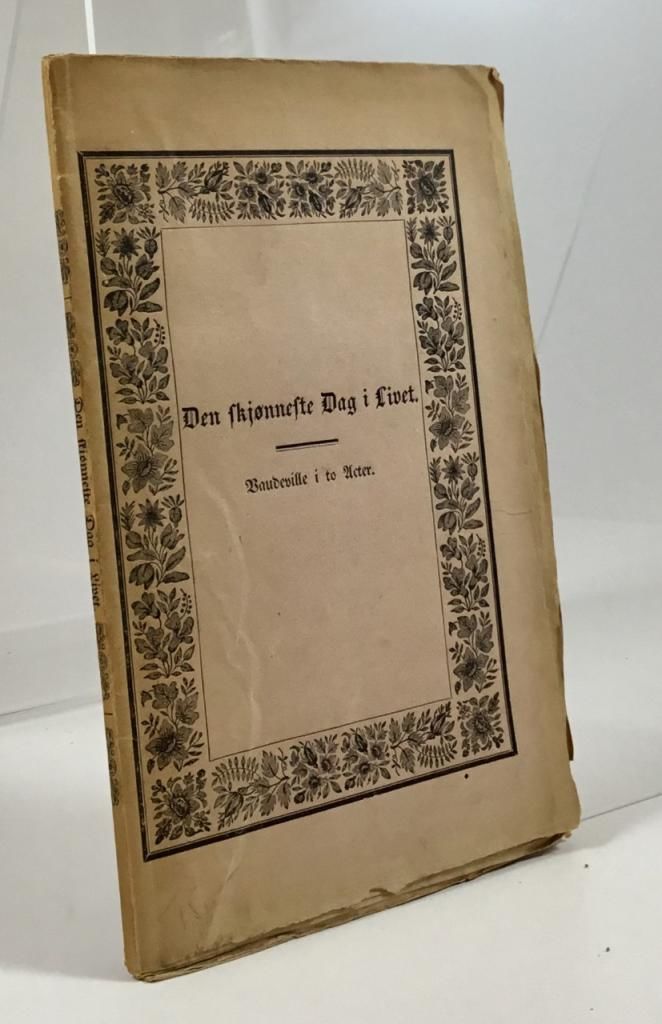 Den skjønneste Dag i Livet.
Vaudeville i to Acter.
Den skjønneste Dag i Livet